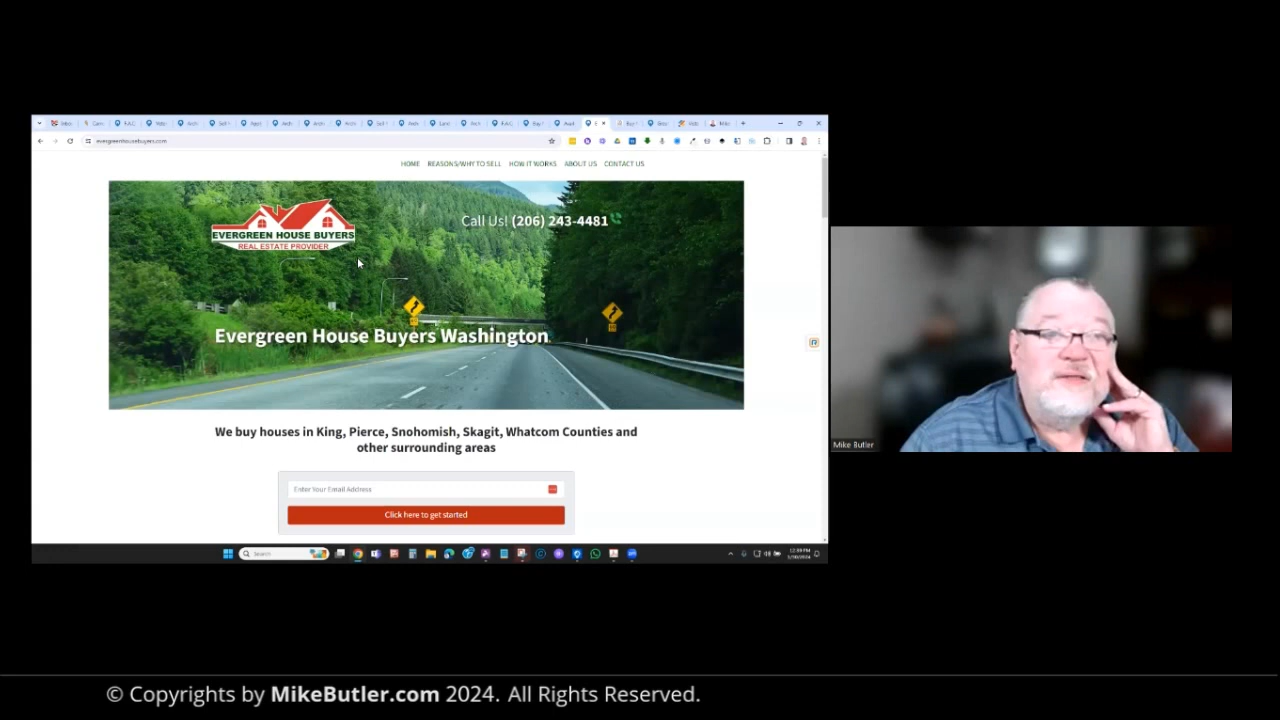 evergreenhousebuyers.com
HOME REASONS/WHY TO SELL HOW IT WORKS ABOUT US CONTACT US
EVERGREEN HOUSE BUYERS
REAL ESTATE PROVIDER
Call Us! (206) 243-4481
Evergreen House Buyers Washington
We buy houses in King, Pierce, Snohomish, Skagit, Whatcom Counties and
other surrounding areas
Enter Your Email Address
Click here to get started
Search
Mike Butler
© Copyrights by MikeButler.com 2024. All Rights Reserved.